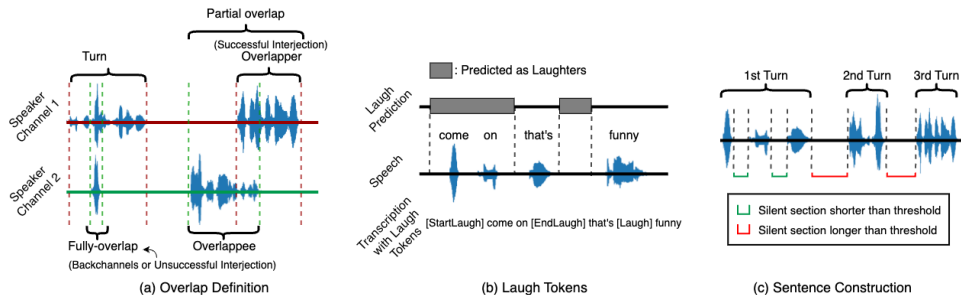 Partial overlap
(Successful Interjection)
Turn
Overlapper
Speaker
Channel 1
Speaker
Channel 2
Fully-overlap
Overlappee
(Backchannels or Unsuccessful Interjection)
(a) Overlap Definition
: Predicted as Laughters
Laugh
Prediction
come on that's funny
Speech
Transcription
with Laugh
Tokens
[StartLaugh] come on [EndLaugh] that's [Laugh] funny
(b) Laugh Tokens
1st Turn 2nd Turn 3rd Turn
Silent section shorter than threshold
Silent section longer than threshold
(c) Sentence Construction